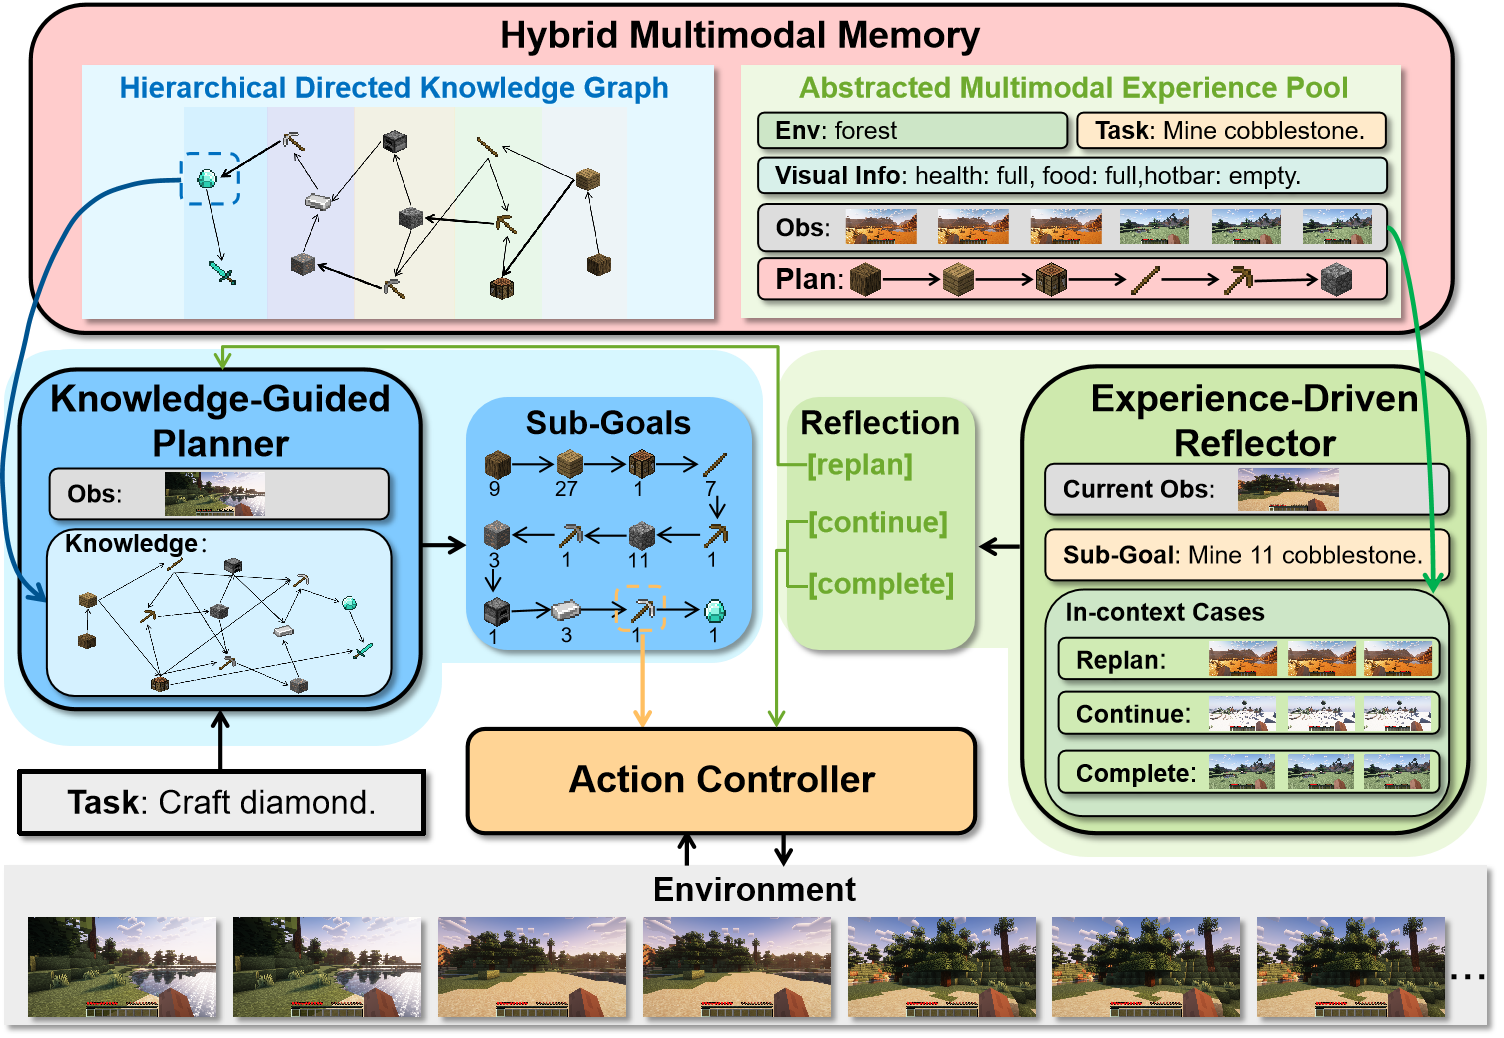 Hybrid Multimodal Memory
Hierarchical Directed Knowledge Graph
Abstracted Multimodal Experience Pool
Env: forest
Task: Mine cobblestone.
Visual Info: health: full, food: full,hotbar: empty.
Obs:
Plan:
Knowledge-Guided
Planner
Obs:
Knowledge:
Task: Craft diamond.
Sub-Goals
9 27 1 7
3 1 11 1
1 3 1 1
Reflection
[replan]
[continue]
[complete]
Experience-Driven
Reflector
Current Obs:
Sub-Goal: Mine 11 cobblestone.
In-context Cases
Replan:
Continue:
Complete:
Action Controller
Environment
...